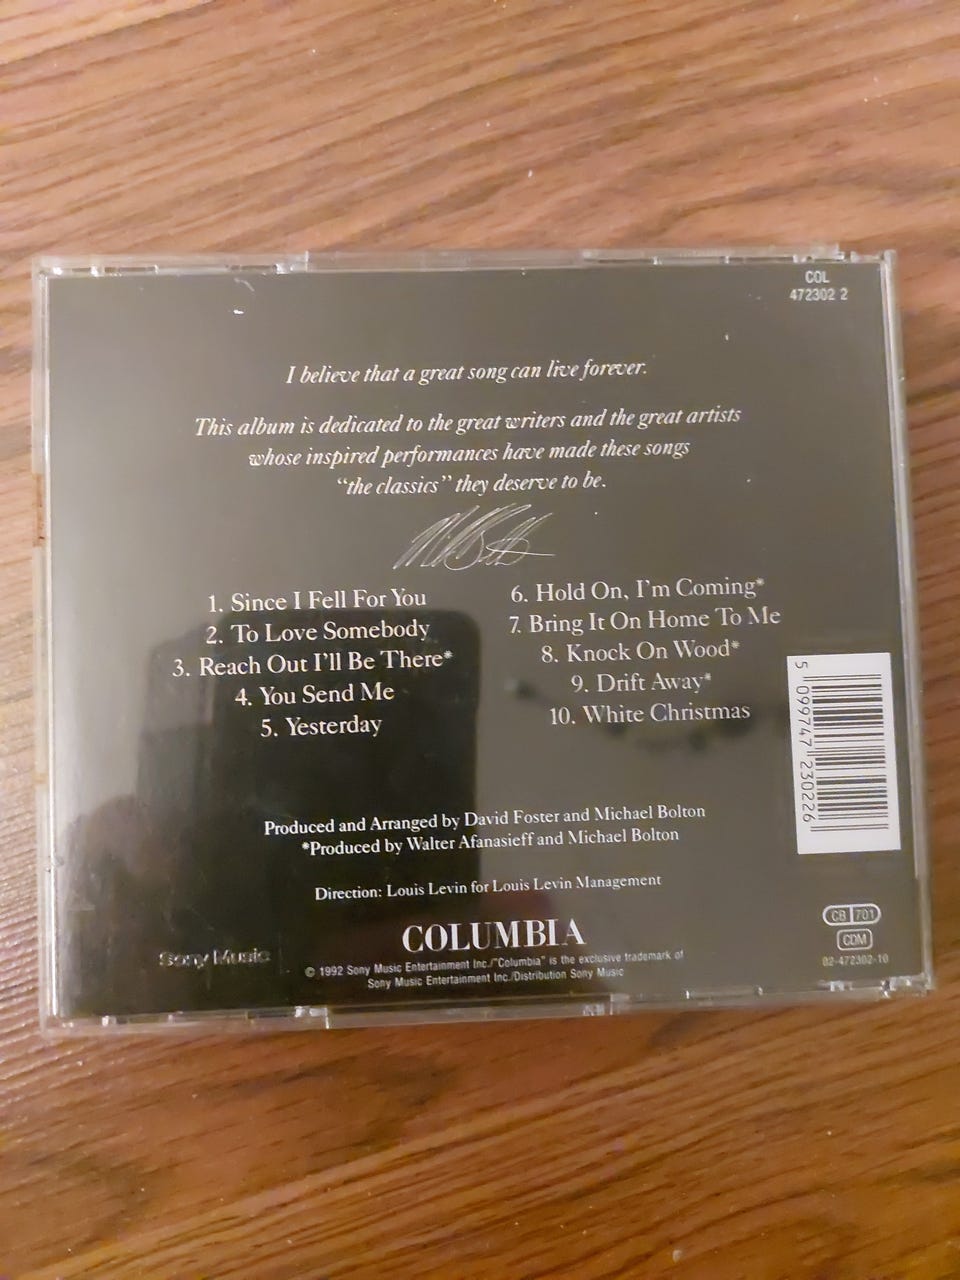 COL
472302 2
I believe that a great song can live forever.
This album is dedicated to the great writers and the great artists
whose inspired performances have made these songs
“the classics” they deserve to be.
1. Since I Fell For You
2. To Love Somebody
3. Reach Out I'll Be There*
4. You Send Me
5. Yesterday
6. Hold On, I'm Coming*
7. Bring It On Home To Me
8. Knock On Wood*
9. Drift Away*
10. White Christmas
5 099747 230226
Produced and Arranged by David Foster and Michael Bolton
*Produced by Walter Afanasieff and Michael Bolton
Direction: Louis Levin for Louis Levin Management
COLUMBIA
Sony Music
© 1992 Sony Music Entertainment Inc./"Columbia" is the exclusive trademark of
Sony Music Entertainment Inc./Distribution Sony Music
CB 701
CDM
02-472302-10